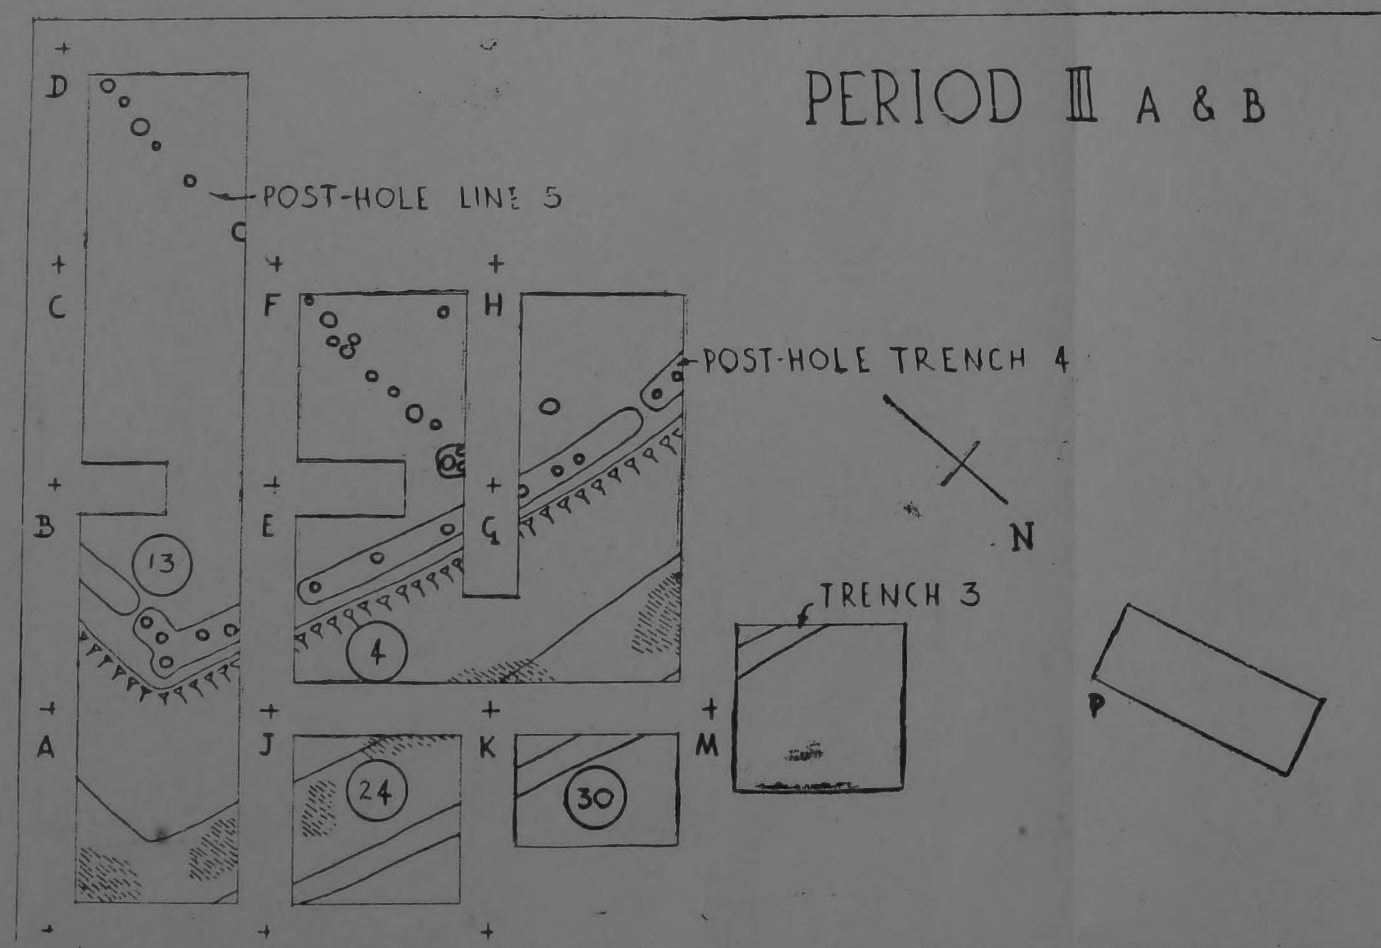 PERIOD III A & B
D
POST-HOLE LINE 5
C
F
H
POST-HOLE TRENCH 4
B
E
G
N
13
TRENCH 3
4
A
J
K
M
P
24
30